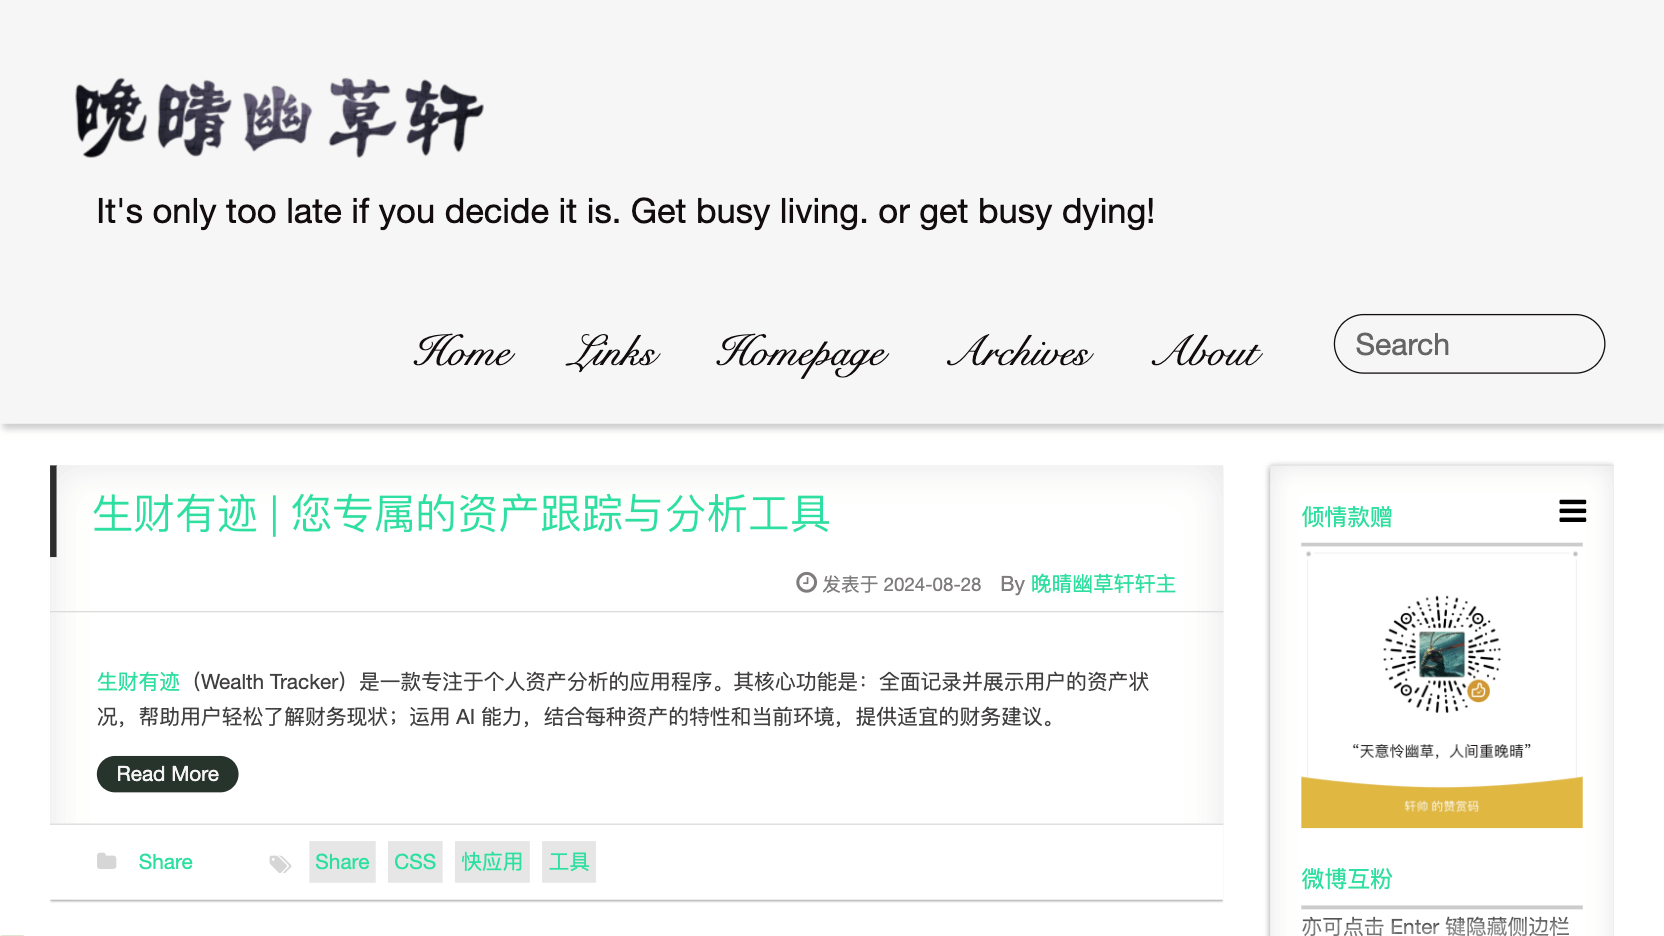 晚晴幽草轩
It's only too late if you decide it is. Get busy living. or get busy dying!
Home Links Homepage Archives About Search
生财有迹 | 您专属的资产跟踪与分析工具
发表于 2024-08-28 By 晚晴幽草轩轩主
生财有迹（Wealth Tracker）是一款专注于个人资产分析的应用程序。其核心功能是：全面记录并展示用户的资产状
况，帮助用户轻松了解财务现状；运用 AI 能力，结合每种资产的特性和当前环境，提供适宜的财务建议。
Read More
Share Share CSS 快应用 工具
倾情款赠
“天意怜幽草，人间重晚晴”
轩帅 的赞赏码
微博互粉
亦可点击 Enter 键隐藏侧边栏